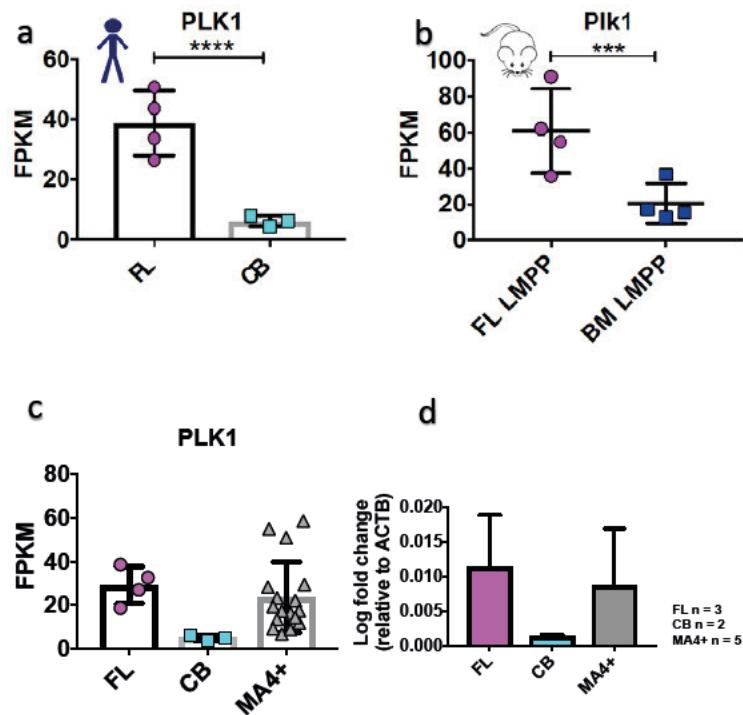 a
PLK1
****
FPKM
60
40
20
0
FL
CB
b
Plk1
***
FPKM
100
80
60
40
20
0
FL LMPP
BM LMPP
c
PLK1
FPKM
80
60
40
20
0
FL
CB
MA4+
d
Log fold change
(relative to ACTB)
0.020
0.015
0.010
0.005
0.000
FL
CB
MA4+
FL n = 3
CB n = 2
MA4+ n = 5